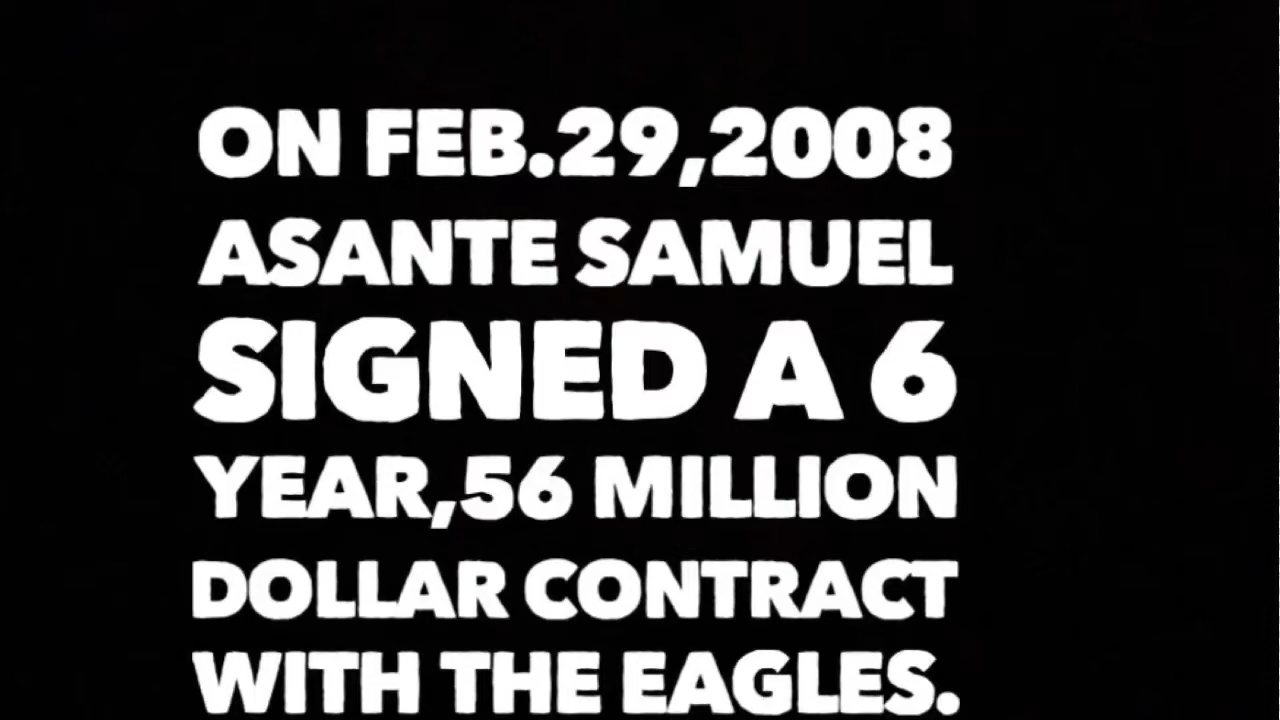 ON FEB.29,2008
ASANTE SAMUEL
SIGNED A 6
YEAR,56 MILLION
DOLLAR CONTRACT
WITH THE EAGLES.